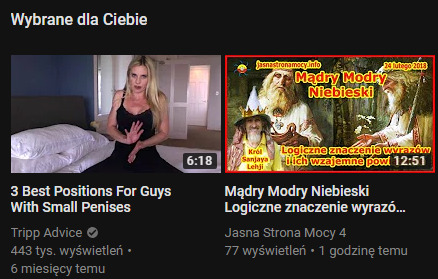 Wybrane dla Ciebie
6:18
3 Best Positions For Guys
With Small Penises
Tripp Advice
443 tys. wyświetleń •
6 miesięcy temu
jasnastronamocy.info
24 lutego 2018
Mądry Modry
Niebieski
Król
Sanjaya
Lehji
Logiczne znaczenie wyrazów
i ich wzajemne pow
12:51
Mądry Modry Niebieski
Logiczne znaczenie wyrazó…
Jasna Strona Mocy 4
77 wyświetleń • 1 godzinę temu